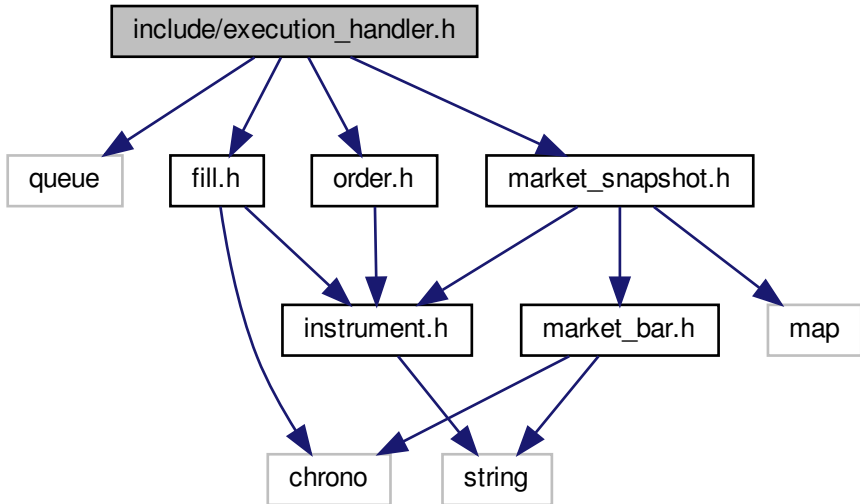 include/execution_handler.h
queue
fill.h
order.h
market_snapshot.h
instrument.h
market_bar.h
map
chrono
string